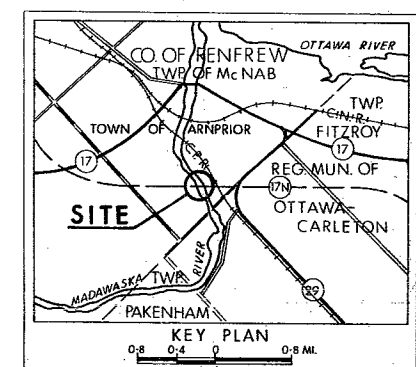 CO. OF RENFREW
OTTAWA RIVER
TWP. OF McNAB
TWP.
C.N.R.
TOWN OF ARNPRIOR
FITZROY
C.P.R.
17
17
REG. MUN. OF
17N
SITE
OTTAWA-
CARLETON
RIVER
MADAWASKA
TWP.
29
PAKENHAM
KEY PLAN
0·8 0·4 0 0·8 MI.